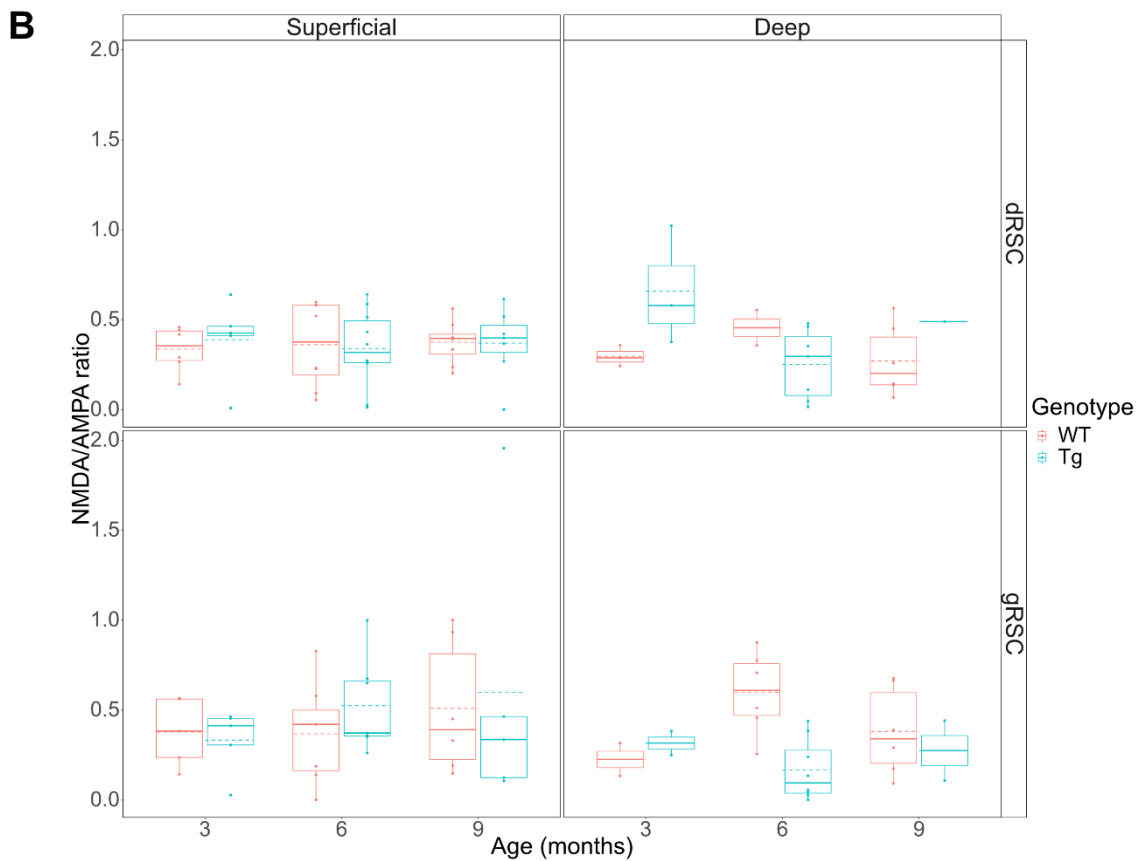 B
Superficial
Deep
2.0
1.5
1.0
0.5
0.0
dRSC
NMDA/AMPA ratio
2.0
1.5
1.0
0.5
0.0
gRSC
Genotype
WT
Tg
3
6
9
3
6
9
Age (months)